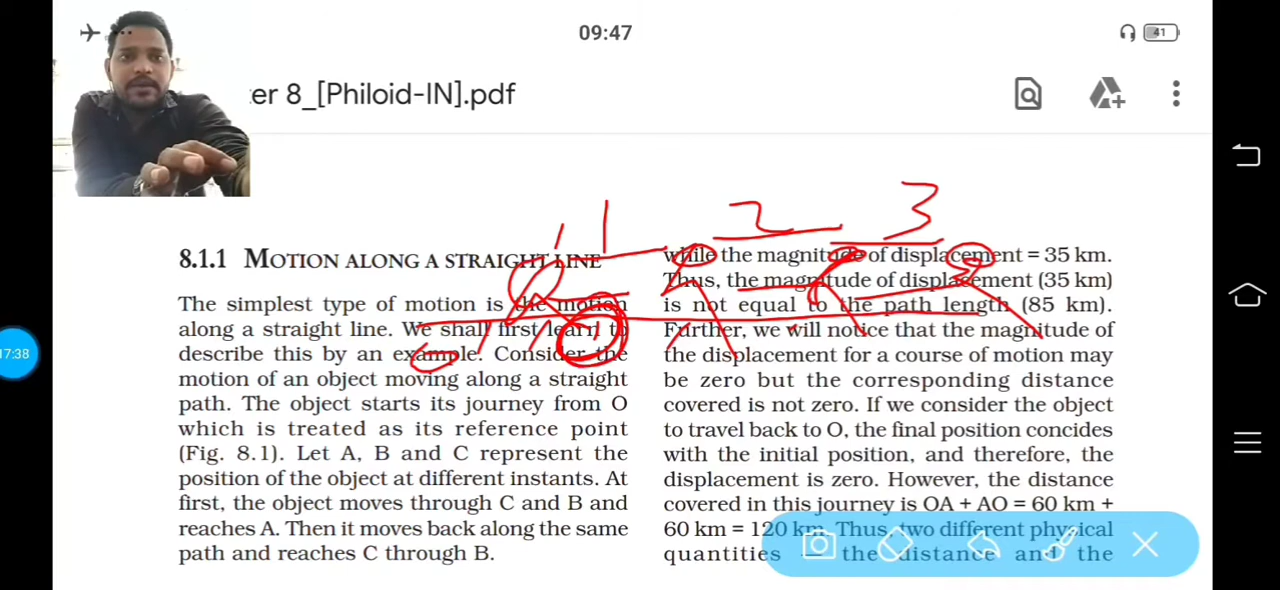 09:47
41
er 8_[Philoid-IN].pdf
1 2 3
8.1.1 MOTION ALONG A STRAIGHT LINE
The simplest type of motion is the motion
along a straight line. We shall first learn to
describe this by an example. Consider the
motion of an object moving along a straight
path. The object starts its journey from O
which is treated as its reference point
(Fig. 8.1). Let A, B and C represent the
position of the object at different instants. At
first, the object moves through C and B and
reaches A. Then it moves back along the same
path and reaches C through B.
while the magnitude of displacement = 35 km.
Thus, the magnitude of displacement (35 km)
is not equal to the path length (85 km).
Further, we will notice that the magnitude of
the displacement for a course of motion may
be zero but the corresponding distance
covered is not zero. If we consider the object
to travel back to O, the final position concides
with the initial position, and therefore, the
displacement is zero. However, the distance
covered in this journey is OA + AO = 60 km +
60 km = 120 km. Thus, two different physical
quantities — the distance and the
17:38